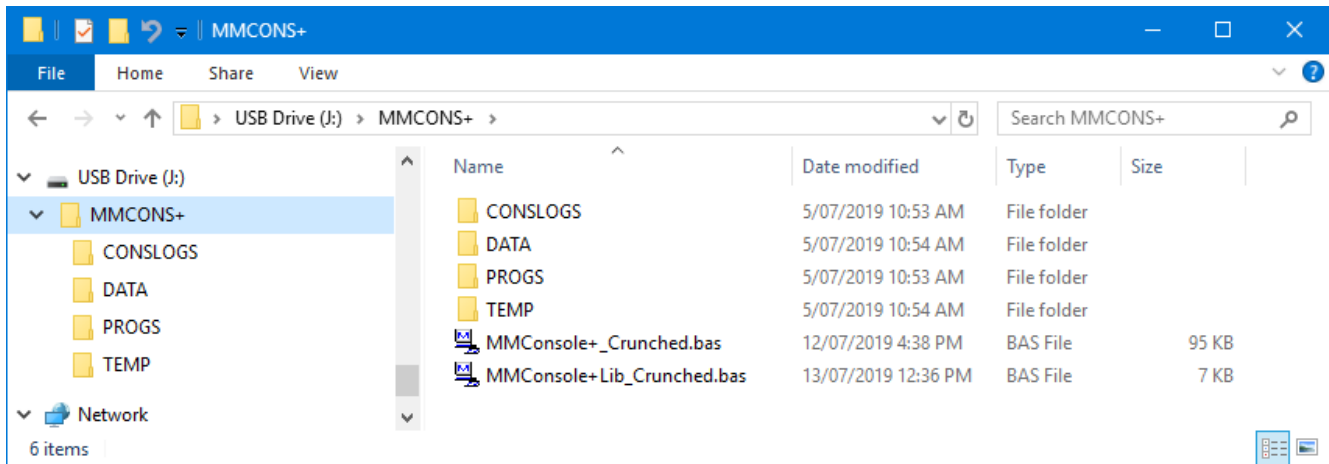 MMCONS+
File Home Share View
USB Drive (J:) > MMCONS+ > Search MMCONS+
USB Drive (J:)
MMCONS+
CONSLOGS
DATA
PROGS
TEMP
Network
Name Date modified Type Size
CONSLOGS 5/07/2019 10:53 AM File folder
DATA 5/07/2019 10:54 AM File folder
PROGS 5/07/2019 10:53 AM File folder
TEMP 5/07/2019 10:54 AM File folder
MMConsole+_Crunched.bas 12/07/2019 4:38 PM BAS File 95 KB
MMConsole+Lib_Crunched.bas 13/07/2019 12:36 PM BAS File 7 KB
6 items